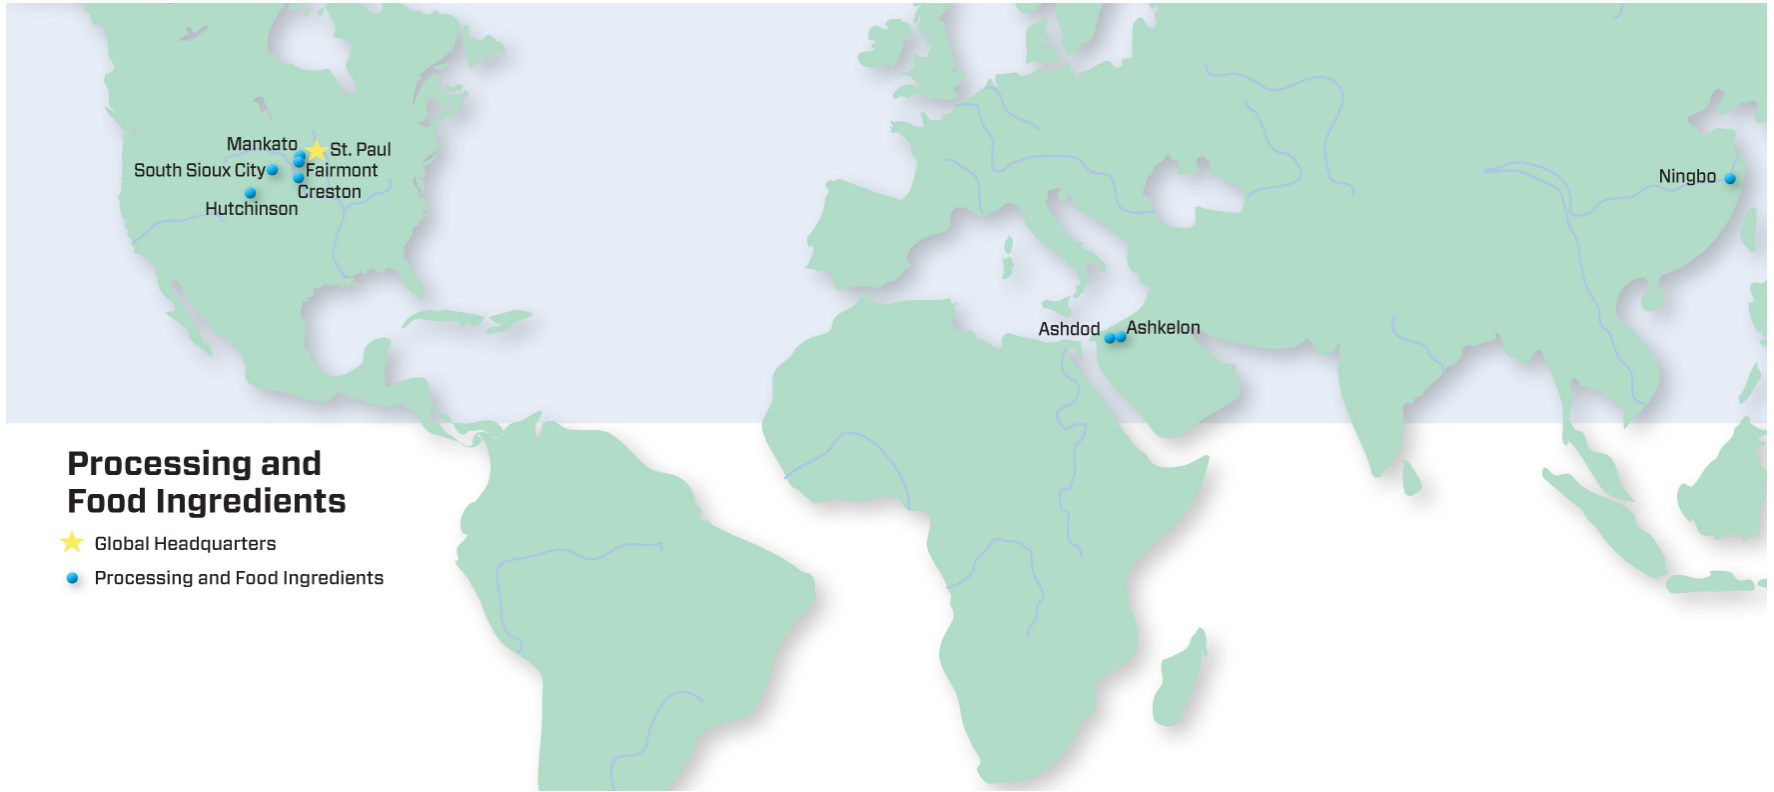 Mankato
St. Paul
South Sioux City
Fairmont
Creston
Hutchinson
Ningbo
Ashdod
Ashkelon
Processing and
Food Ingredients
Global Headquarters
Processing and Food Ingredients